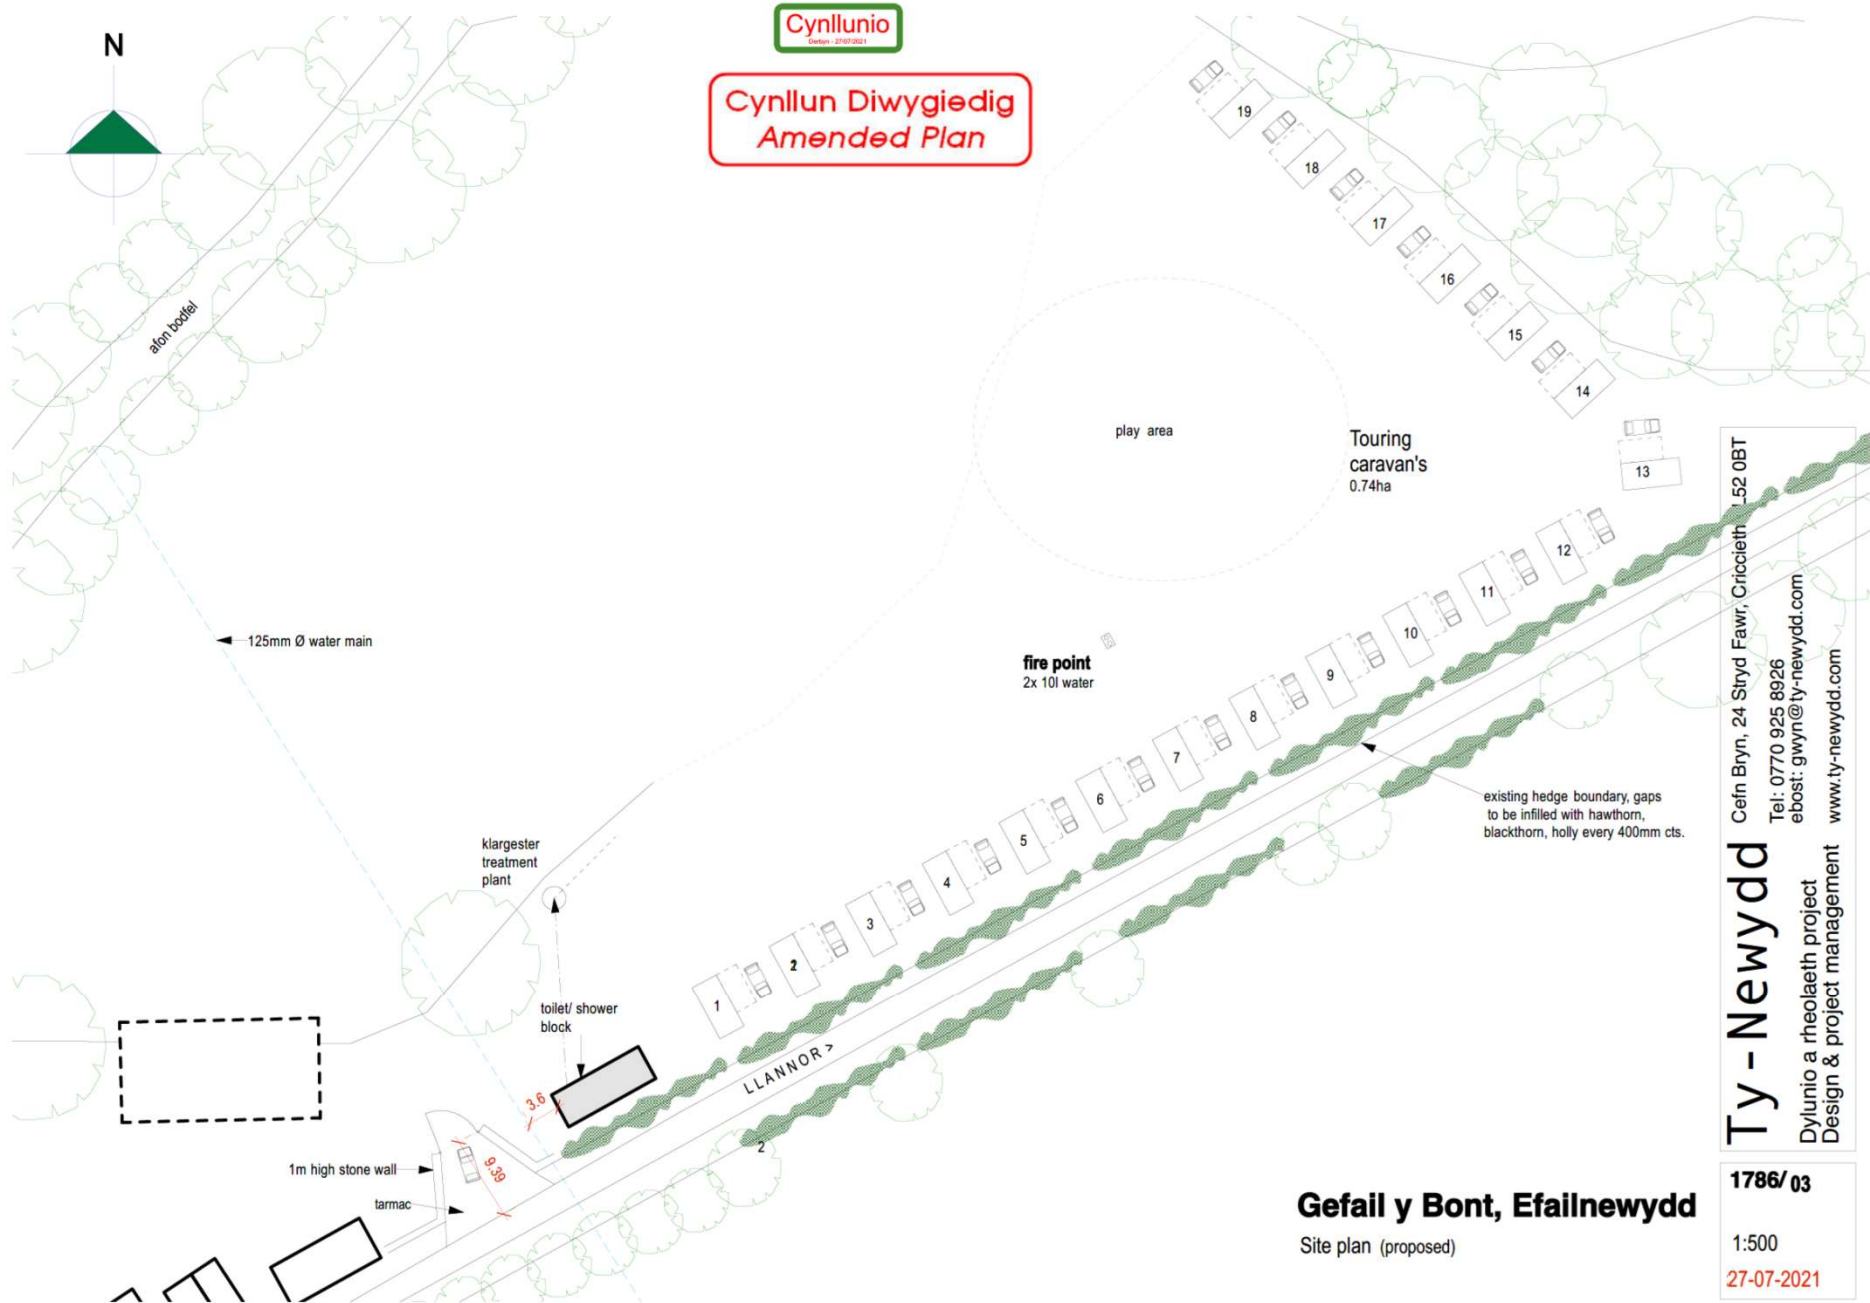 N
Cynllunio
Derbyn - 27/07/2021
Cynllun Diwygiedig
Amended Plan
19
18
17
16
15
14
13
12
11
10
9
8
7
6
5
4
3
2
1
afon bodfel
play area
Touring
caravan's
0.74ha
125mm Ø water main
fire point
2x 10l water
existing hedge boundary, gaps
to be infilled with hawthorn,
blackthorn, holly every 400mm cts.
klargester
treatment
plant
toilet/ shower
block
LLANNOR >
3.6
9.39
2
1m high stone wall
tarmac
Gefail y Bont, Efailnewydd
Site plan (proposed)
Ty-Newydd
Dylunio a rheolaeth project
Design & project management
Cefn Bryn, 24 Stryd Fawr, Criccieth L52 0BT
Tel: 0770 925 8926
ebost: gwyn@ty-newydd.com
www.ty-newydd.com
1786/03
1:500
27-07-2021